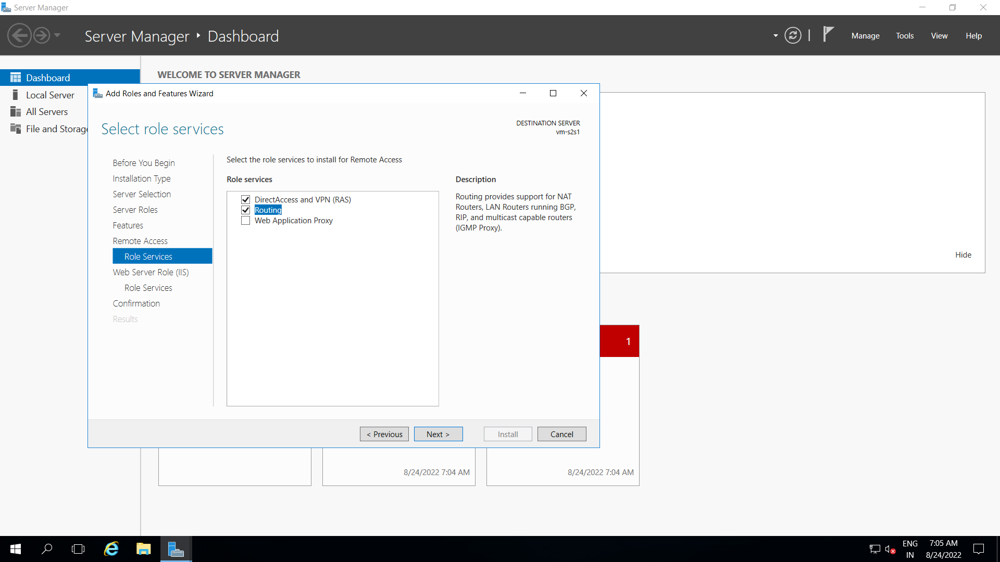 Server Manager
Server Manager ‣ Dashboard
Manage
Tools
View
Help
Dashboard
Local Server
All Servers
File and Storage
WELCOME TO SERVER MANAGER
Add Roles and Features Wizard
Select role services
DESTINATION SERVER
vm-s2s1
Before You Begin
Installation Type
Server Selection
Server Roles
Features
Remote Access
Role Services
Web Server Role (IIS)
Role Services
Confirmation
Results
Select the role services to install for Remote Access
Role services
DirectAccess and VPN (RAS)
Routing
Web Application Proxy
Description
Routing provides support for NAT
Routers, LAN Routers running BGP,
RIP, and multicast capable routers
(IGMP Proxy).
< Previous
Next >
Install
Cancel
Hide
1
8/24/2022 7:04 AM
8/24/2022 7:04 AM
ENG
IN
7:05 AM
8/24/2022